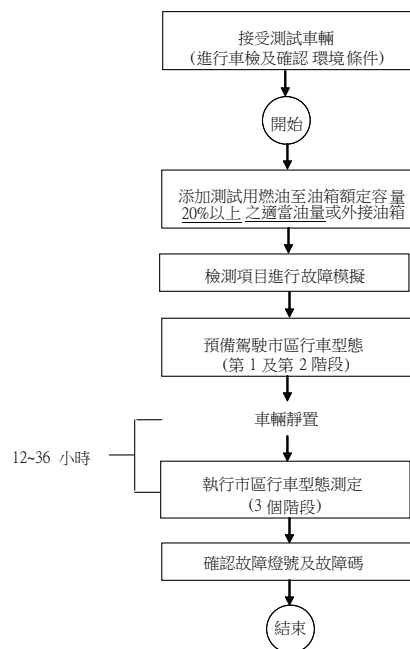 接受測試車輛
(進行車檢及確認 環境 條件)
開始
添加測試用燃油至油箱額定容量
20%以上 之適當油量或外接油箱
檢測項目進行故障模擬
預備駕駛市區行車型態
(第 1 及第 2 階段)
車輛靜置
12~36 小時
執行市區行車型態測定
(3 個階段)
確認故障燈號及故障碼
結束